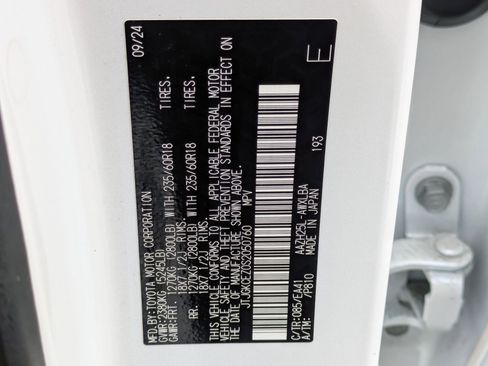 MFD.BY:TOYOTA MOTOR CORPORATION 09/24
GVWR:2380KG (5245LB)
GAWR:FRT. 1270KG (2800LB) WITH 235/60R18 TIRES.
18X7 1/2J RIMS.
RR. 1270KG (2800LB) WITH 235/60R18 TIRES.
18X7 1/2J RIMS.
THIS VEHICLE CONFORMS TO ALL APPLICABLE FEDERAL MOTOR
VEHICLE SAFETY AND THEFT PREVENTION STANDARDS IN EFFECT ON
THE DATE OF MANUFACTURE SHOWN ABOVE.
MPV
C/TR:085/EA41 AAZH25L-AWXLBA
A/TM: /P810 MADE IN JAPAN 193
E